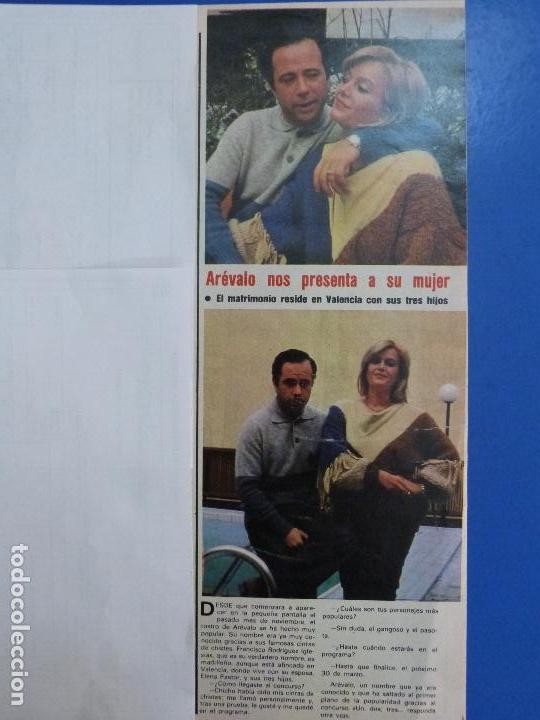 Arévalo nos presenta a su mujer
● El matrimonio reside en Valencia con sus tres hijos
DESDE que comenzara a apare-
cer en la pequeña pantalla el
pasado mes de noviembre, el
rostro de Arévalo se ha hecho muy
popular. Su nombre era ya muy co-
nocido gracias a sus famosas cintas
de chistes. Francisco Rodríguez Igle-
sias, que es su verdadero nombre, es
madrileño, aunque está afincado en
Valencia, donde vive con su esposa,
Elena Pastor, y sus tres hijos.
—¿Cómo llegaste al concurso?
—Chicho había oído mis cintas de
chistes; me llamó personalmente y,
tras una prueba, le gustó y me quedé
en el programa.
—¿Cuáles son tus personajes más
populares?
—Sin duda, el gangoso y el paso-
ta.
—¿Hasta cuándo estarás en el
programa?
—Hasta que finalice, el próximo
30 de marzo.
Arévalo, un nombre que ya era
conocido y que ha saltado al primer
plano de la popularidad gracias al
concurso «Un, dos, tres... responda
otra vez».
todocoleccion.net